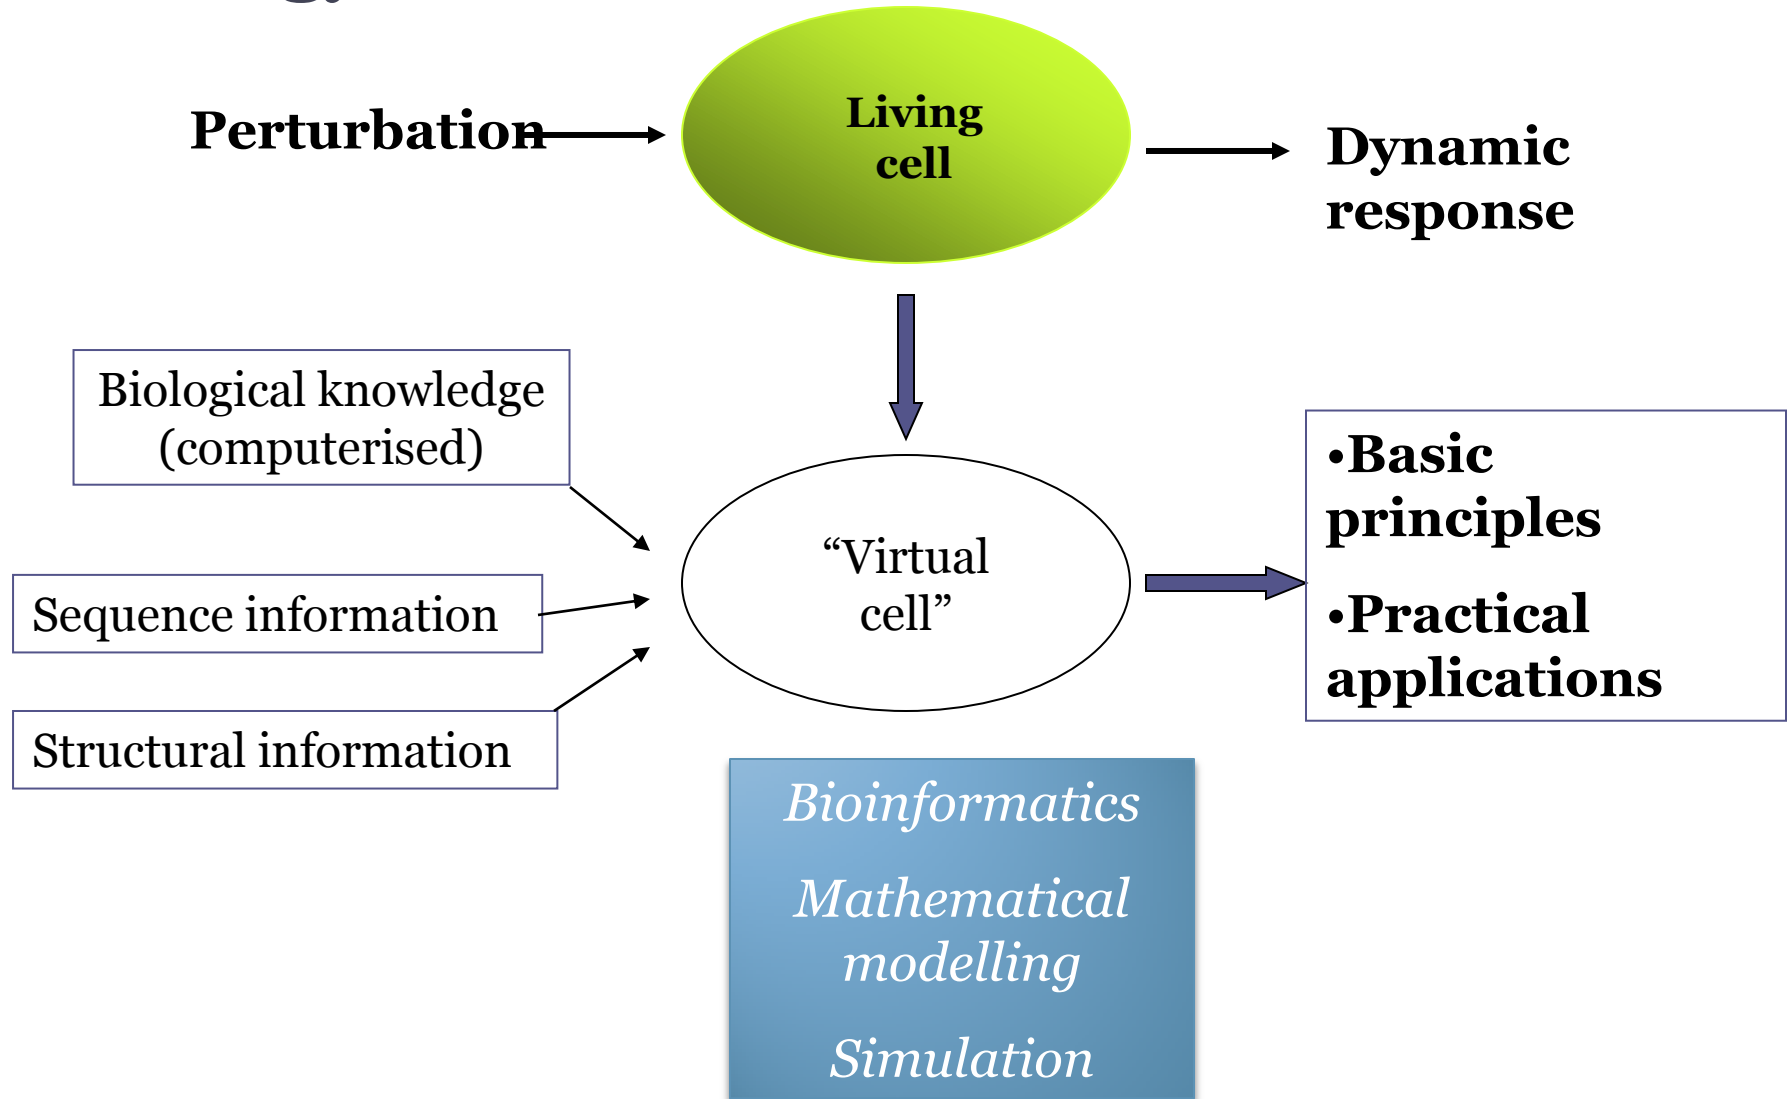 Perturbation
Living
cell
Dynamic
response
Biological knowledge
(computerised)
Sequence information
Structural information
“Virtual
cell”
•Basic
principles
•Practical
applications
Bioinformatics
Mathematical
modelling
Simulation